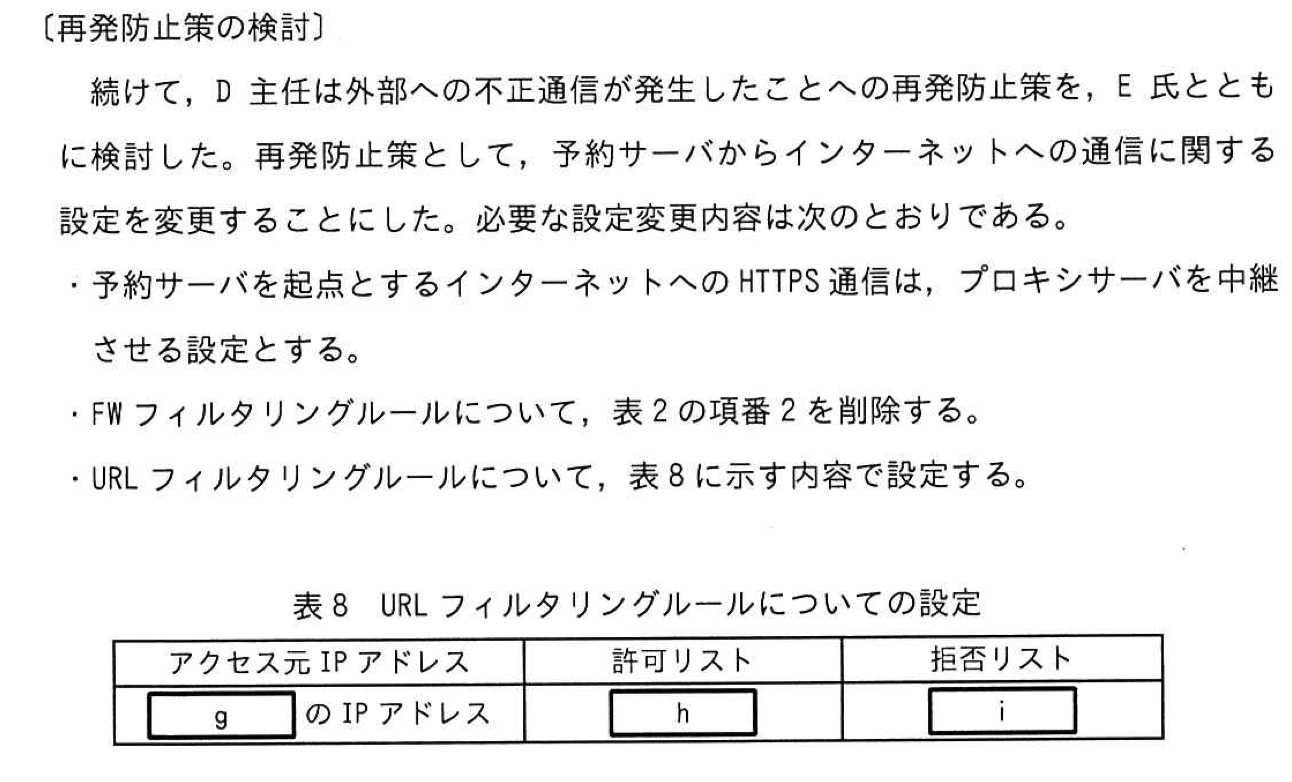 〔再発防止策の検討〕
続けて，D 主任は外部への不正通信が発生したことへの再発防止策を，E 氏ととも
に検討した。再発防止策として，予約サーバからインターネットへの通信に関する
設定を変更することにした。必要な設定変更内容は次のとおりである。
・予約サーバを起点とするインターネットへの HTTPS 通信は，プロキシサーバを中継
させる設定とする。
・FW フィルタリングルールについて，表 2 の項番 2 を削除する。
・URL フィルタリングルールについて，表 8 に示す内容で設定する。
表 8　URL フィルタリングルールについての設定
アクセス元 IP アドレス　許可リスト　拒否リスト
g の IP アドレス　h　i